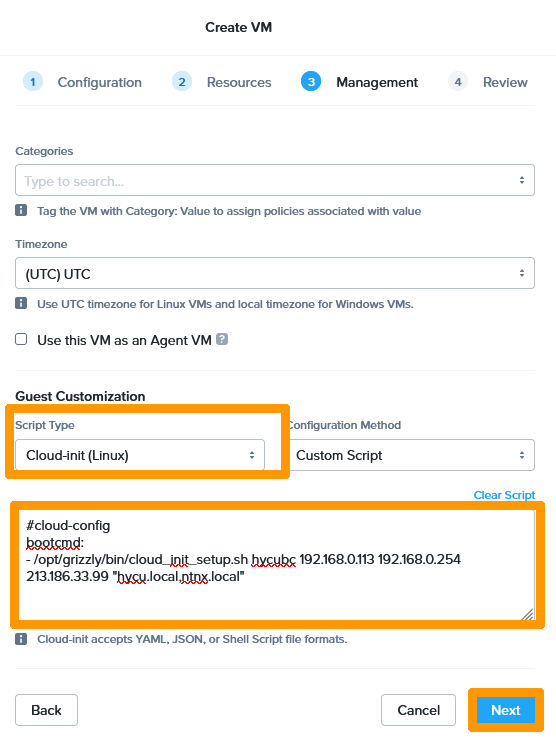 Create VM
1 Configuration 2 Resources 3 Management 4 Review
Categories
Type to search...
Tag the VM with Category: Value to assign policies associated with value
Timezone
(UTC) UTC
Use UTC timezone for Linux VMs and local timezone for Windows VMs.
Use this VM as an Agent VM ?
Guest Customization
Script Type Configuration Method
Cloud-init (Linux) Custom Script
Clear Script
#cloud-config
bootcmd:
- /opt/grizzly/bin/cloud_init_setup.sh hycubc 192.168.0.113 192.168.0.254
213.186.33.99 "hycu.local,ntnx.local"
Cloud-init accepts YAML, JSON, or Shell Script file formats.
Back Cancel Next